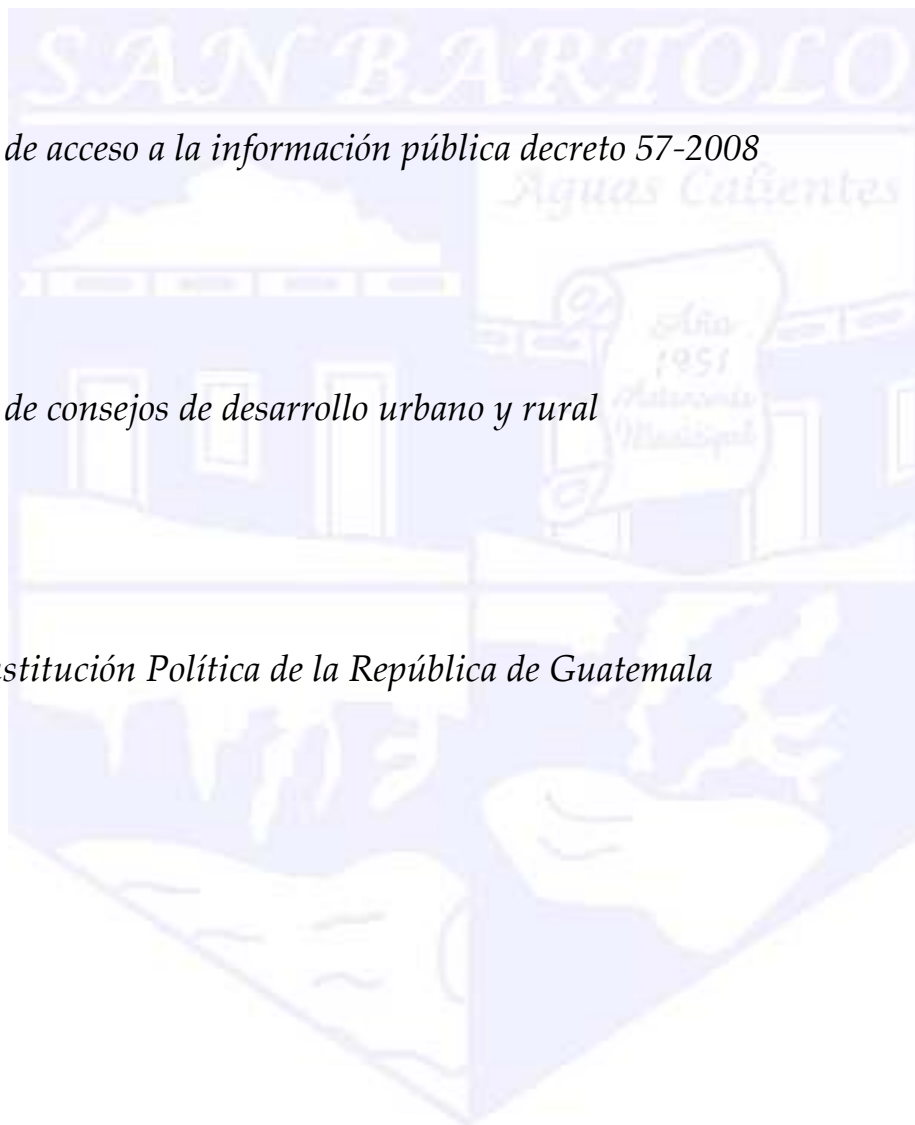 SAN BARTOLO
de acceso a la información pública decreto 57-2008
Aguas Calientes
Año
1951
Municipal
de consejos de desarrollo urbano y rural
stitución Política de la República de Guatemala